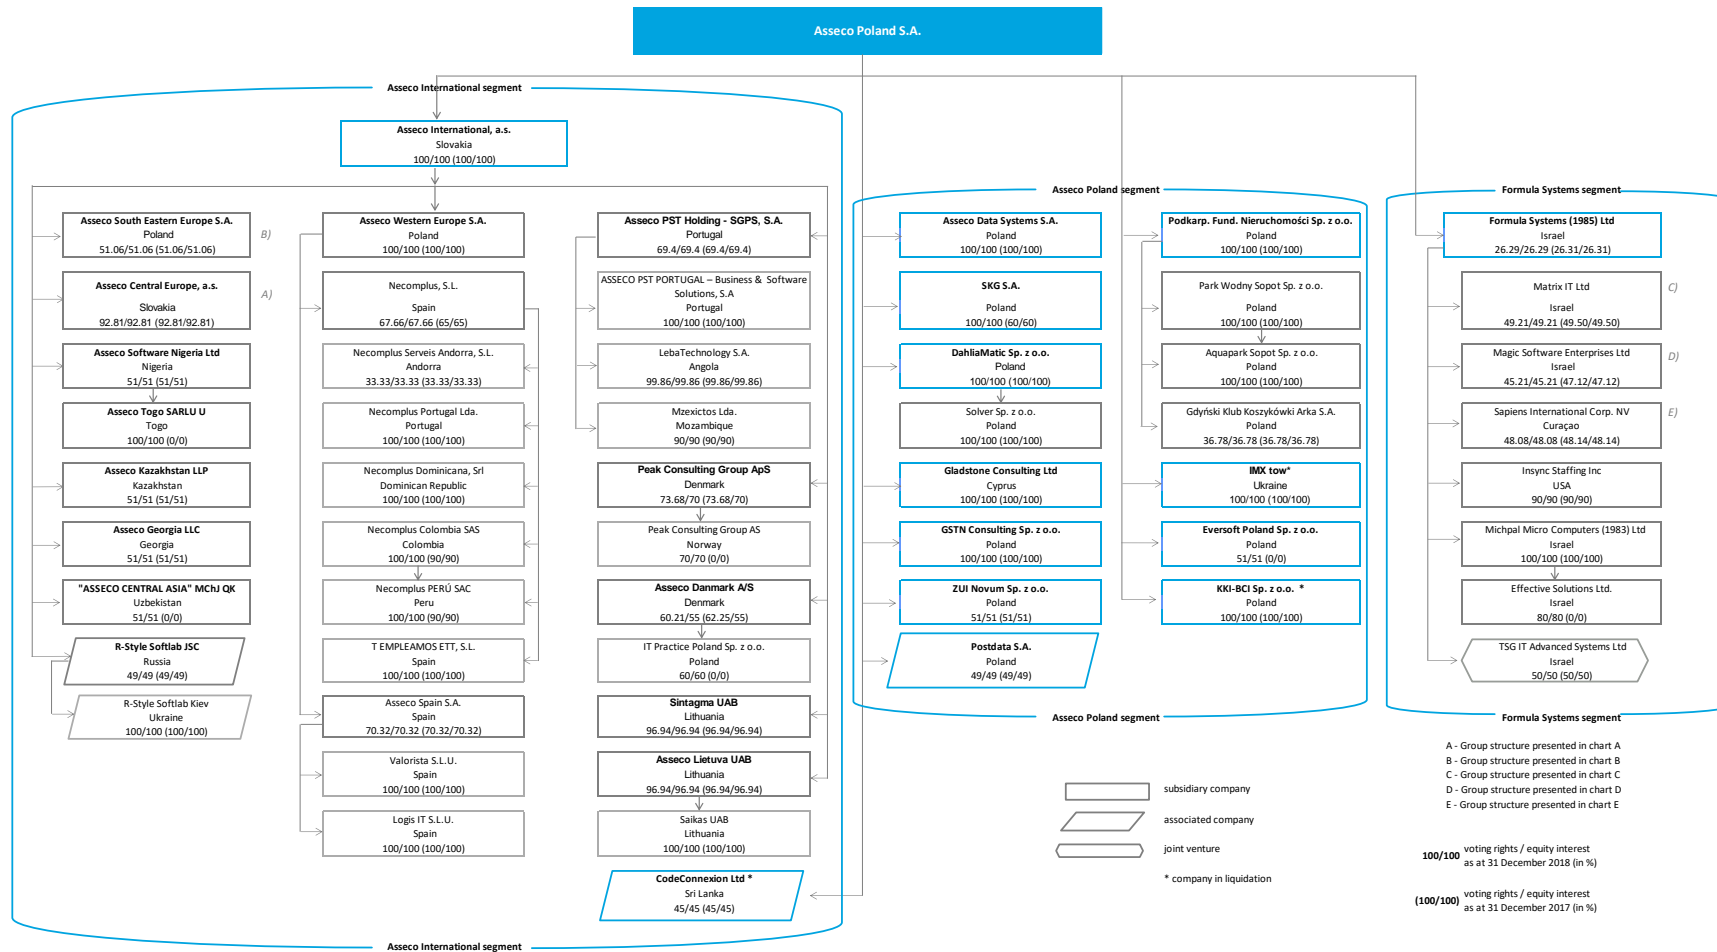 Asseco Poland S.A.
Asseco International segment
Asseco International, a.s.
Slovakia
100/100 (100/100)
Asseco South Eastern Europe S.A.
Poland
51.06/51.06 (51.06/51.06)
B)
Asseco Central Europe, a.s.
Slovakia
92.81/92.81 (92.81/92.81)
A)
Asseco Software Nigeria Ltd
Nigeria
51/51 (51/51)
Asseco Togo SARLU U
Togo
100/100 (0/0)
Asseco Kazakhstan LLP
Kazakhstan
51/51 (51/51)
Asseco Georgia LLC
Georgia
51/51 (51/51)
"ASSECO CENTRAL ASIA" MChJ QK
Uzbekistan
51/51 (0/0)
R-Style Softlab JSC
Russia
49/49 (49/49)
R-Style Softlab Kiev
Ukraine
100/100 (100/100)
Asseco Western Europe S.A.
Poland
100/100 (100/100)
Necomplus, S.L.
Spain
67.66/67.66 (65/65)
Necomplus Serveis Andorra, S.L.
Andorra
33.33/33.33 (33.33/33.33)
Necomplus Portugal Lda.
Portugal
100/100 (100/100)
Necomplus Dominicana, Srl
Dominican Republic
100/100 (100/100)
Necomplus Colombia SAS
Colombia
100/100 (90/90)
Necomplus PERÚ SAC
Peru
100/100 (90/90)
T EMPLEAMOS ETT, S.L.
Spain
100/100 (100/100)
Asseco Spain S.A.
Spain
70.32/70.32 (70.32/70.32)
Valorista S.L.U.
Spain
100/100 (100/100)
Logis IT S.L.U.
Spain
100/100 (100/100)
Asseco PST Holding - SGPS, S.A.
Portugal
69.4/69.4 (69.4/69.4)
ASSECO PST PORTUGAL – Business & Software
Solutions, S.A
Portugal
100/100 (100/100)
LebaTechnology S.A.
Angola
99.86/99.86 (99.86/99.86)
Mzexictos Lda.
Mozambique
90/90 (90/90)
Peak Consulting Group ApS
Denmark
73.68/70 (73.68/70)
Peak Consulting Group AS
Norway
70/70 (0/0)
Asseco Danmark A/S
Denmark
60.21/55 (62.25/55)
IT Practice Poland Sp. z o.o.
Poland
60/60 (0/0)
Sintagma UAB
Lithuania
96.94/96.94 (96.94/96.94)
Asseco Lietuva UAB
Lithuania
96.94/96.94 (96.94/96.94)
Saikas UAB
Lithuania
100/100 (100/100)
CodeConnexion Ltd *
Sri Lanka
45/45 (45/45)
Asseco International segment
Asseco Poland segment
Asseco Data Systems S.A.
Poland
100/100 (100/100)
SKG S.A.
Poland
100/100 (60/60)
DahliaMatic Sp. z o.o.
Poland
100/100 (100/100)
Solver Sp. z o.o.
Poland
100/100 (100/100)
Gladstone Consulting Ltd
Cyprus
100/100 (100/100)
GSTN Consulting Sp. z o.o.
Poland
100/100 (100/100)
ZUI Novum Sp. z o.o.
Poland
51/51 (51/51)
Postdata S.A.
Poland
49/49 (49/49)
Podkarp. Fund. Nieruchomości Sp. z o.o.
Poland
100/100 (100/100)
Park Wodny Sopot Sp. z o.o.
Poland
100/100 (100/100)
Aquapark Sopot Sp. z o.o.
Poland
100/100 (100/100)
Gdyński Klub Koszykówki Arka S.A.
Poland
36.78/36.78 (36.78/36.78)
IMX tow*
Ukraine
100/100 (100/100)
Eversoft Poland Sp. z o.o.
Poland
51/51 (0/0)
KKI-BCI Sp. z o.o. *
Poland
100/100 (100/100)
Asseco Poland segment
Formula Systems segment
Formula Systems (1985) Ltd
Israel
26.29/26.29 (26.31/26.31)
Matrix IT Ltd
Israel
49.21/49.21 (49.50/49.50)
C)
Magic Software Enterprises Ltd
Israel
45.21/45.21 (47.12/47.12)
D)
Sapiens International Corp. NV
Curaçao
48.08/48.08 (48.14/48.14)
E)
Insync Staffing Inc
USA
90/90 (90/90)
Michpal Micro Computers (1983) Ltd
Israel
100/100 (100/100)
Effective Solutions Ltd.
Israel
80/80 (0/0)
TSG IT Advanced Systems Ltd
Israel
50/50 (50/50)
Formula Systems segment
subsidiary company
associated company
joint venture
* company in liquidation
A - Group structure presented in chart A
B - Group structure presented in chart B
C - Group structure presented in chart C
D - Group structure presented in chart D
E - Group structure presented in chart E
100/100 voting rights / equity interest
as at 31 December 2018 (in %)
(100/100) voting rights / equity interest
as at 31 December 2017 (in %)